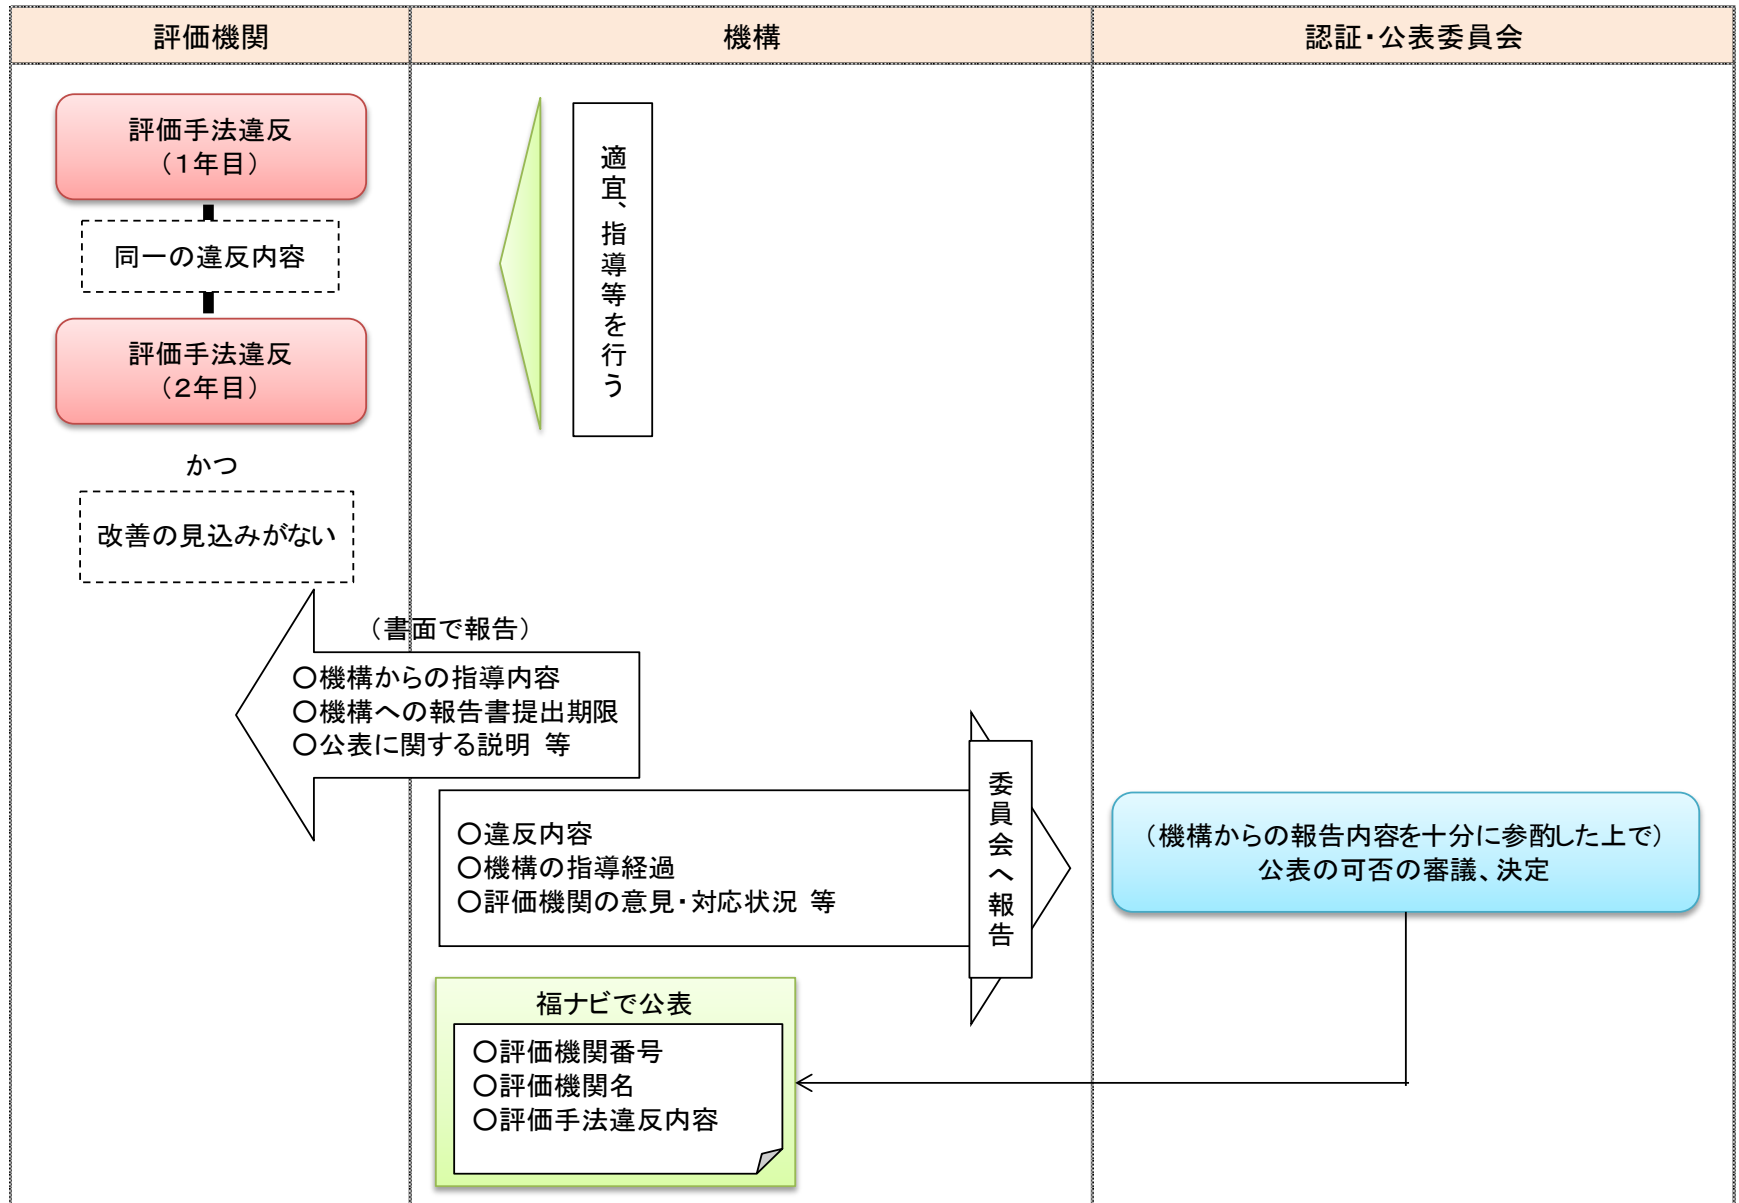 評価機関
機構
認証・公表委員会
評価手法違反
（１年目）
同一の違反内容
評価手法違反
（２年目）
かつ
改善の見込みがない
適宜、指導等を行う
（書面で報告）
○機構からの指導内容
○機構への報告書提出期限
○公表に関する説明 等
○違反内容
○機構の指導経過
○評価機関の意見・対応状況 等
委員会へ報告
（機構からの報告内容を十分に参酌した上で）
公表の可否の審議、決定
福ナビで公表
○評価機関番号
○評価機関名
○評価手法違反内容